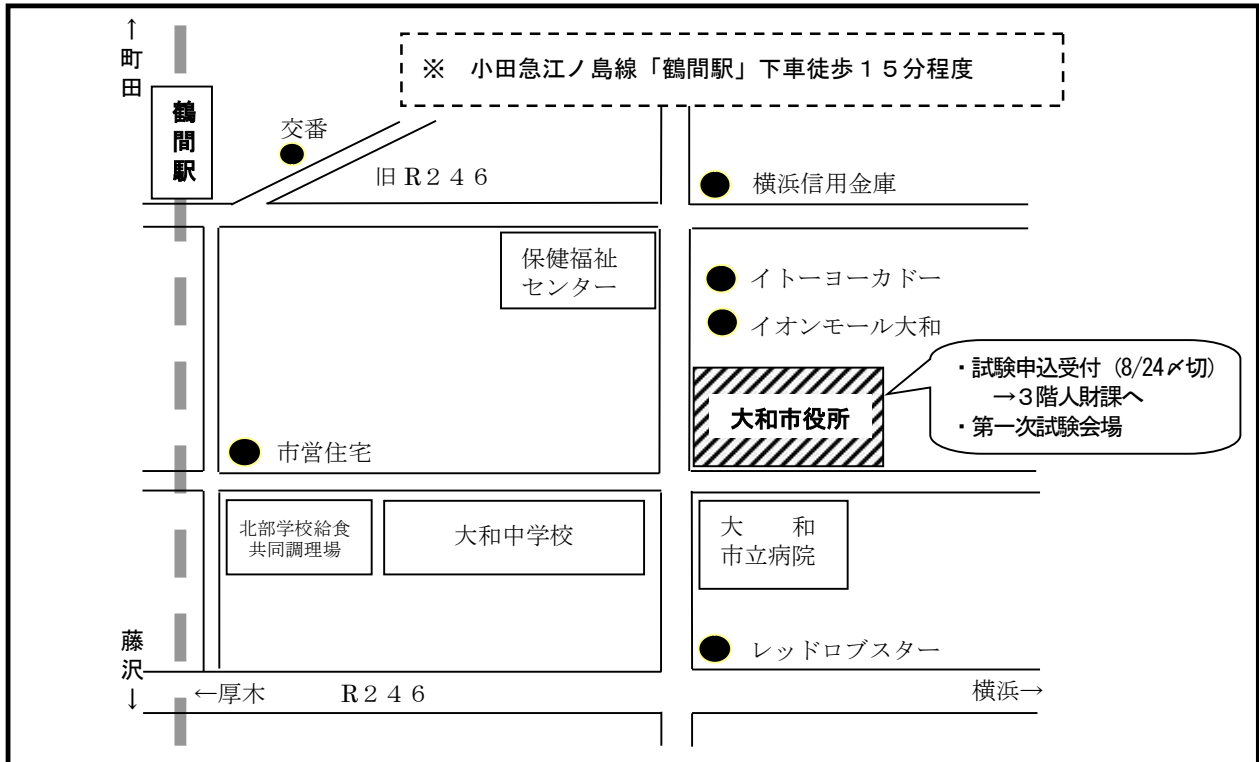 ↑町田
※　小田急江ノ島線「鶴間駅」下車徒歩１５分程度
鶴間駅
交番
旧Ｒ２４６
横浜信用金庫
保健福祉
センター
イトーヨーカドー
イオンモール大和
・試験申込受付（8/24〆切）
→３階人財課へ
・第一次試験会場
大和市役所
市営住宅
北部学校給食
共同調理場
大和中学校
大　和
市立病院
藤沢↓
レッドロブスター
←厚木
Ｒ２４６
横浜→